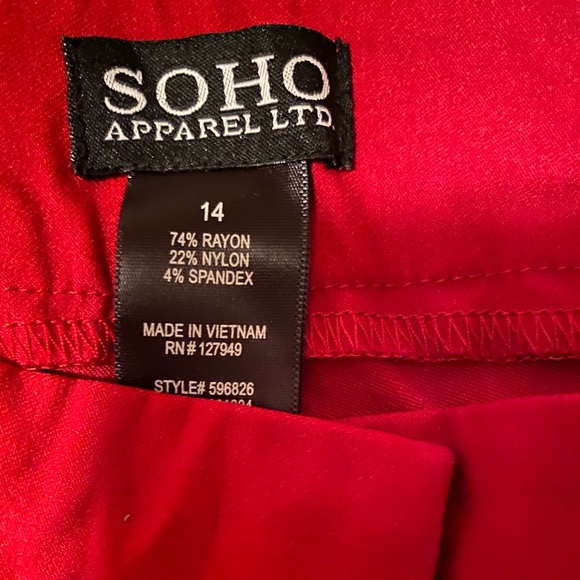 SOHO
APPAREL LTD.
14
74% RAYON
22% NYLON
4% SPANDEX
MADE IN VIETNAM
RN# 127949
STYLE# 596826